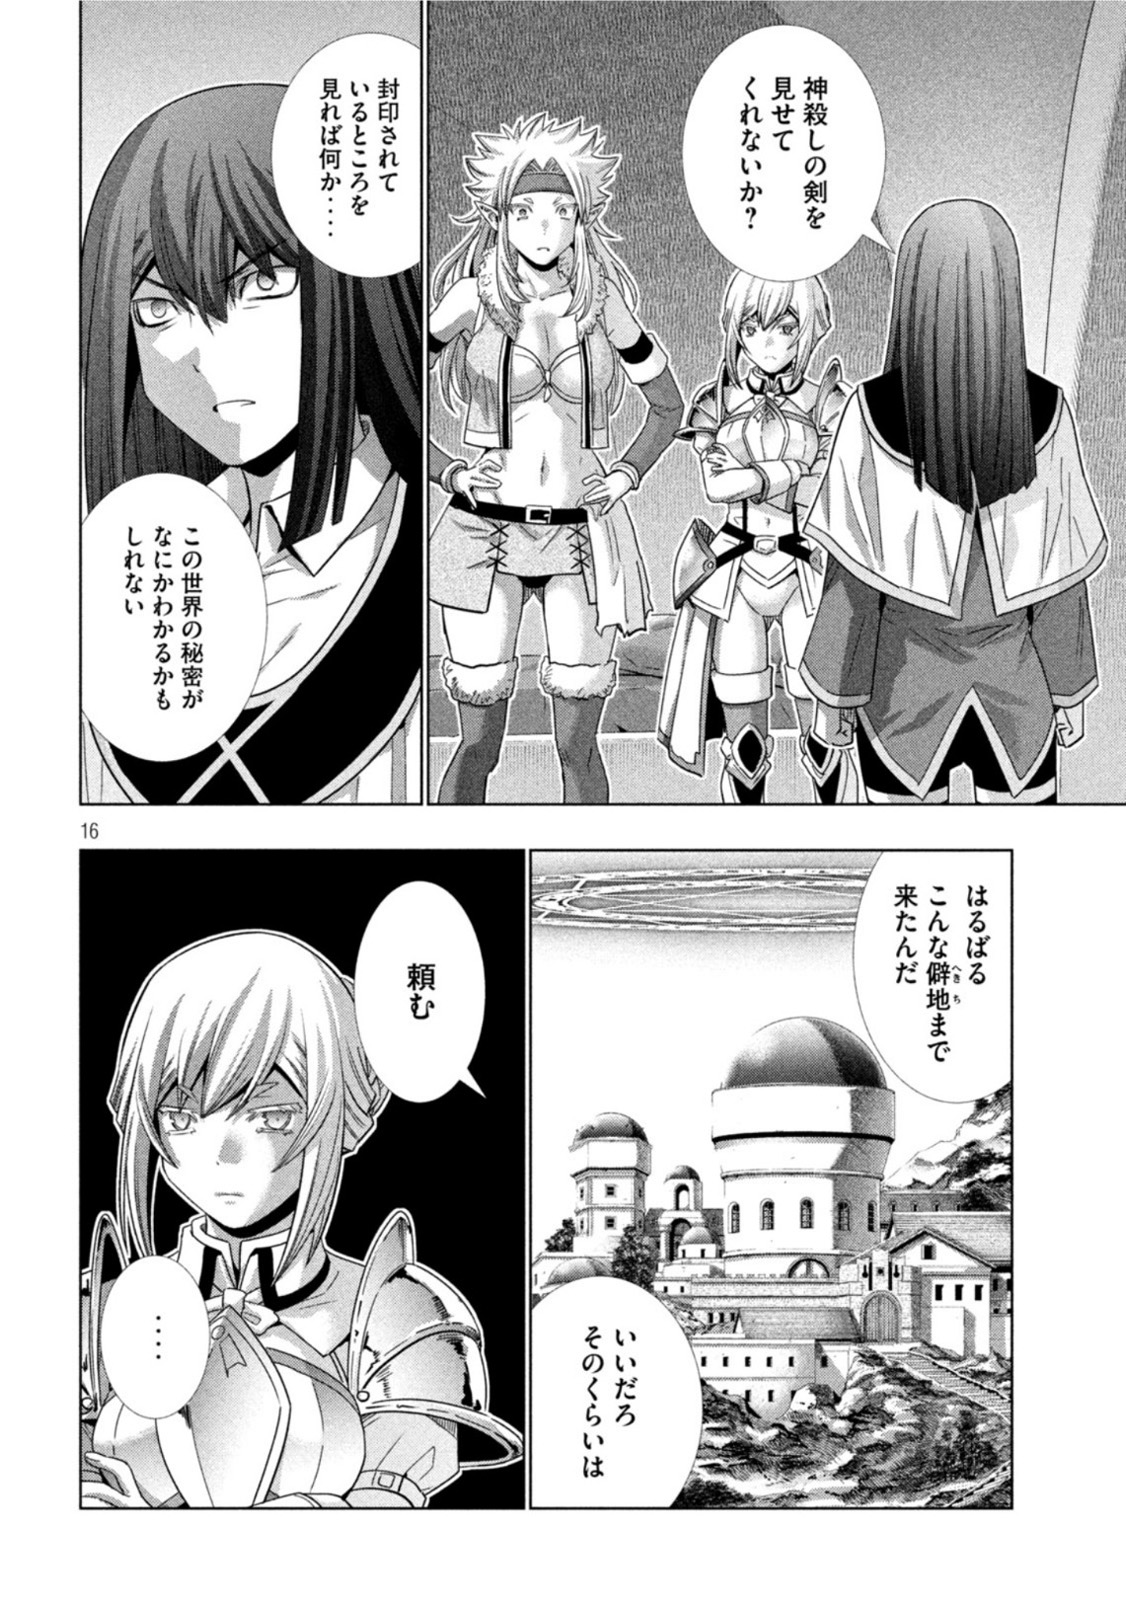 神殺しの剣を
見せて
くれないか？
封印されて
いるところを
見れば何か
‥‥‥
この世界の秘密が
なにかわかるかも
しれない
16
はるばる
こんな僻地まで
へきち
来たんだ
いいだろ
そのくらいは
頼む
‥‥